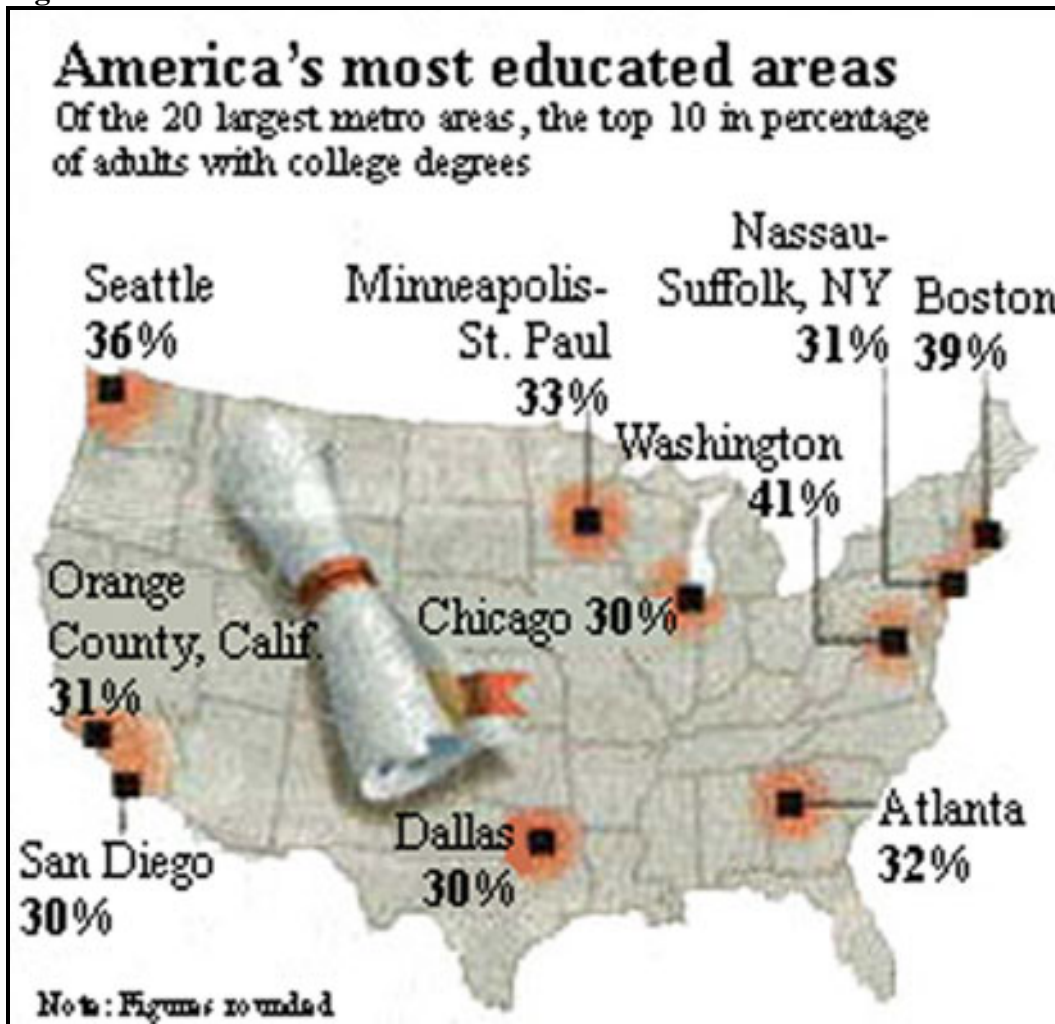 America's most educated areas
Of the 20 largest metro areas, the top 10 in percentage
of adults with college degrees
Seattle
36%
Minneapolis-
St. Paul
33%
Nassau-
Suffolk, NY
31%
Boston
39%
Washington
41%
Orange
County, Calif.
31%
Chicago 30%
San Diego
30%
Dallas
30%
Atlanta
32%
Note: Figures rounded